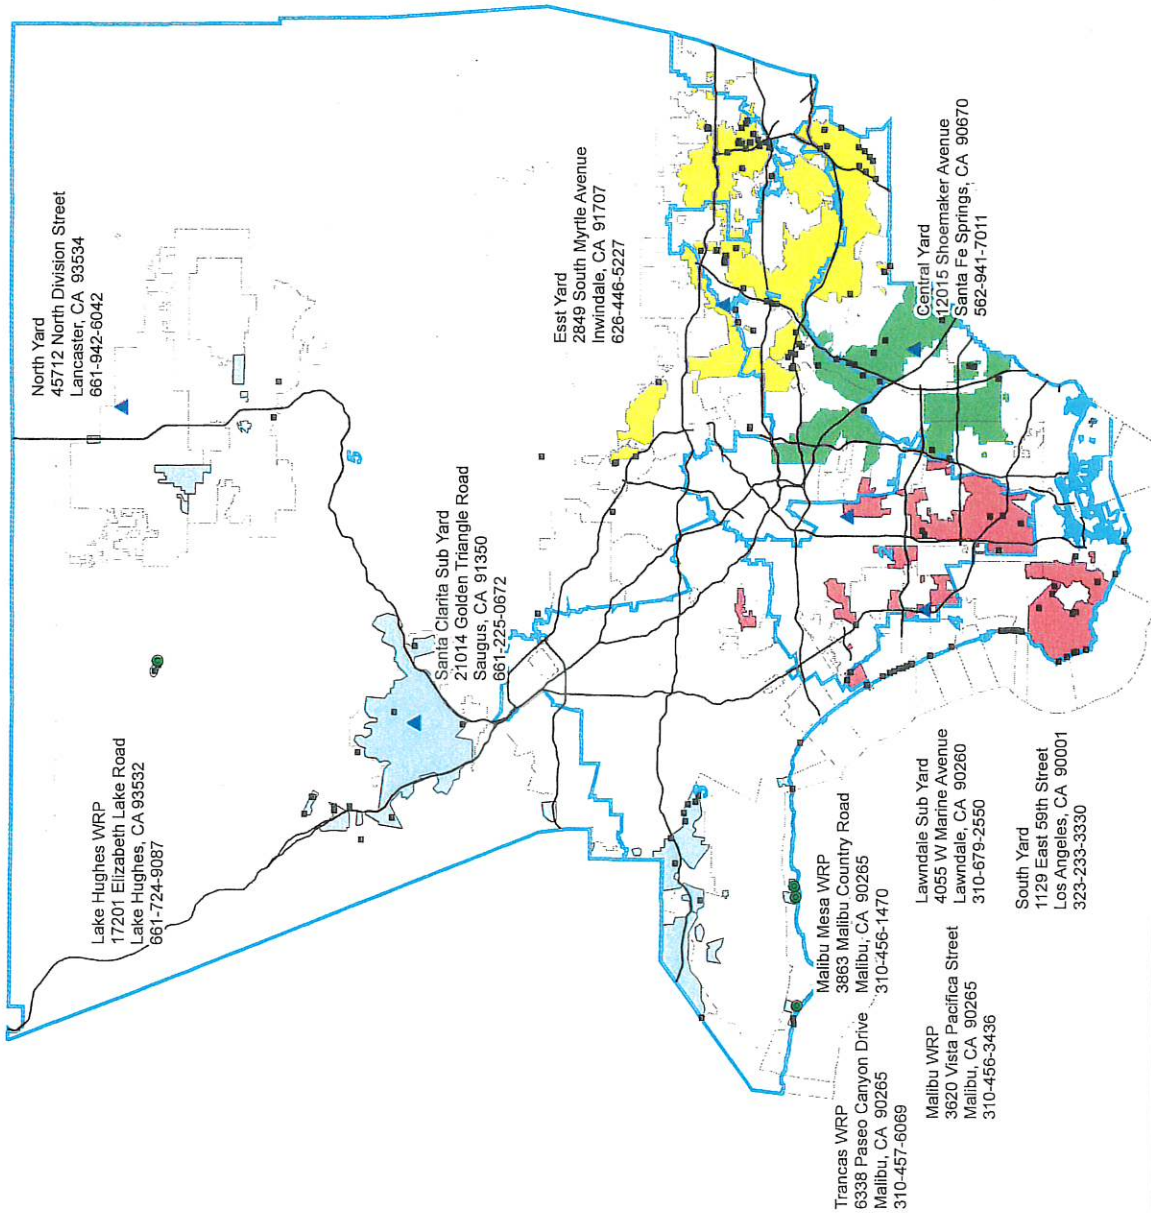 North Yard
45712 North Division Street
Lancaster, CA 93534
661-942-6042
Lake Hughes WRP
17201 Elizabeth Lake Road
Lake Hughes, CA 93532
661-724-9087
Santa Clarita Sub Yard
21014 Golden Triangle Road
Saugus, CA 91350
661-225-0672
Esst Yard
2849 South Myrtle Avenue
Inwindale, CA 91707
626-446-5227
Central Yard
12015 Shoemaker Avenue
Santa Fe Springs, CA 90670
562-941-7011
Trancas WRP
6338 Paseo Canyon Drive
Malibu, CA 90265
310-457-6069
Malibu Mesa WRP
3863 Malibu Country Road
Malibu, CA 90265
310-456-1470
Malibu WRP
3620 Vista Pacifica Street
Malibu, CA 90265
310-456-3436
Lawndale Sub Yard
4055 W Marine Avenue
Lawndale, CA 90260
310-679-2550
South Yard
1129 East 59th Street
Los Angeles, CA 90001
323-233-3330
5